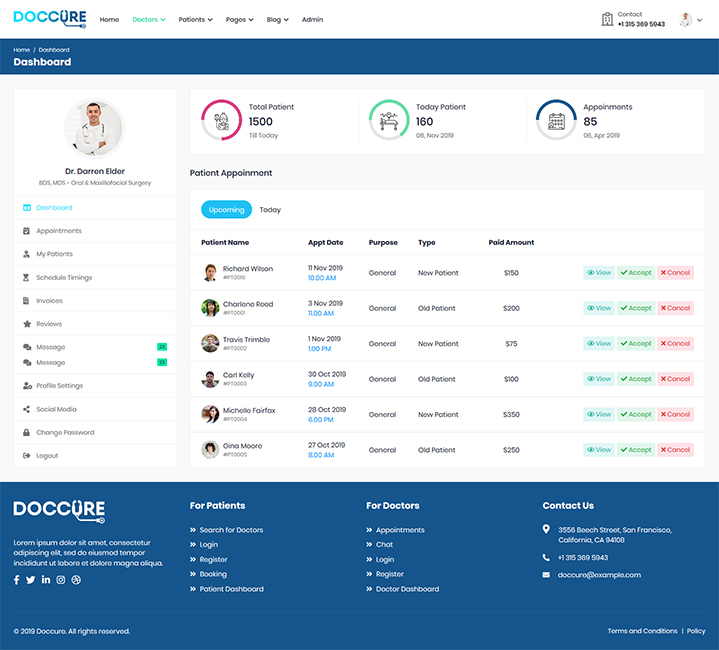 DOCCURE
Home Doctors Patients Pages Blog Admin
Contact
+1 315 369 5943
Home / Dashboard
Dashboard
Dr. Darren Elder
BDS, MDS - Oral & Maxillofacial Surgery
Dashboard
Appointments
My Patients
Schedule Timings
Invoices
Reviews
Message
Message
Profile Settings
Social Media
Change Password
Logout
Total Patient
1500
Till Today
Today Patient
160
06, Nov 2019
Appoinments
85
06, Apr 2019
Patient Appoinment
Upcoming Today
Patient Name Appt Date Purpose Type Paid Amount
Richard Wilson 11 Nov 2019 General New Patient $150 View Accept Cancel
#PT0016 10.00 AM
Charlene Reed 3 Nov 2019 General Old Patient $200 View Accept Cancel
#PT0001 11.00 AM
Travis Trimble 1 Nov 2019 General New Patient $75 View Accept Cancel
#PT0002 1.00 PM
Carl Kelly 30 Oct 2019 General Old Patient $100 View Accept Cancel
#PT0003 9.00 AM
Michelle Fairfax 28 Oct 2019 General New Patient $350 View Accept Cancel
#PT0004 6.00 PM
Gina Moore 27 Oct 2019 General Old Patient $250 View Accept Cancel
#PT0005 8.00 AM
DOCCURE
Lorem ipsum dolor sit amet, consectetur
adipiscing elit, sed do eiusmod tempor
incididunt ut labore et dolore magna aliqua.
For Patients
Search for Doctors
Login
Register
Booking
Patient Dashboard
For Doctors
Appointments
Chat
Login
Register
Doctor Dashboard
Contact Us
3556 Beech Street, San Francisco,
California, CA 94108
+1 315 369 5943
doccure@example.com
© 2019 Doccure. All rights reserved.
Terms and Conditions | Policy